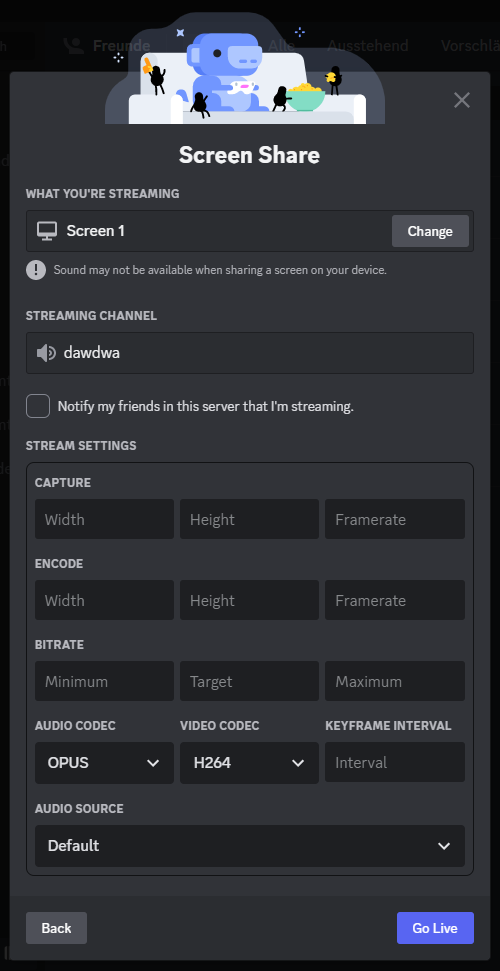 Freunde
Alle
Ausstehend
Screen Share
WHAT YOU'RE STREAMING
Screen 1
Change
Sound may not be available when sharing a screen on your device.
STREAMING CHANNEL
dawdwa
Notify my friends in this server that I'm streaming.
STREAM SETTINGS
CAPTURE
Width Height Framerate
ENCODE
Width Height Framerate
BITRATE
Minimum Target Maximum
AUDIO CODEC VIDEO CODEC KEYFRAME INTERVAL
OPUS H264 Interval
AUDIO SOURCE
Default
Back Go Live